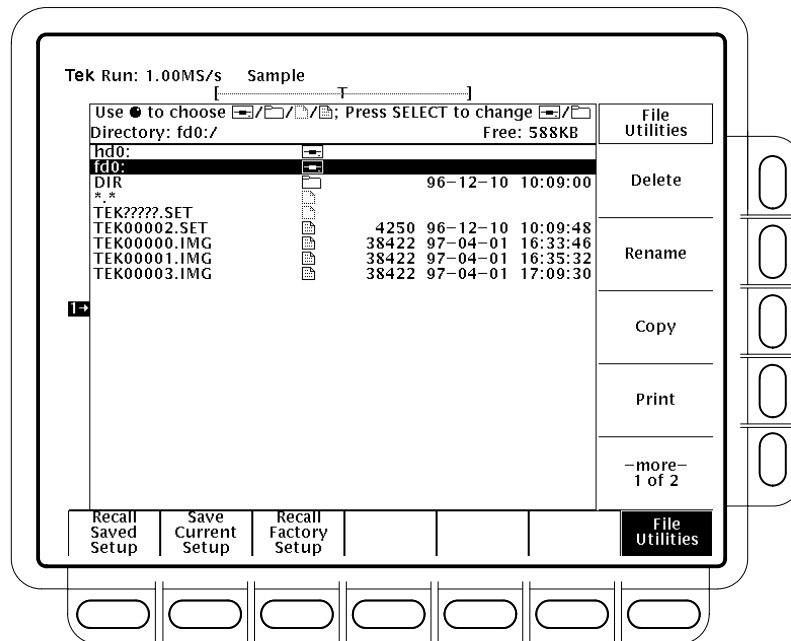 Tek Run: 1.00MS/s Sample
T
Use to choose / / / ; Press SELECT to change /
Directory: fd0:/ Free: 588KB
hd0:
fd0:
DIR 96–12–10 10:09:00
*.*
TEK?????.SET
TEK00002.SET 4250 96–12–10 10:09:48
TEK00000.IMG 38422 97–04–01 16:33:46
TEK00001.IMG 38422 97–04–01 16:35:32
TEK00003.IMG 38422 97–04–01 17:09:30
1→
File
Utilities
Delete
Rename
Copy
Print
–more–
1 of 2
Recall
Saved
Setup
Save
Current
Setup
Recall
Factory
Setup
File
Utilities